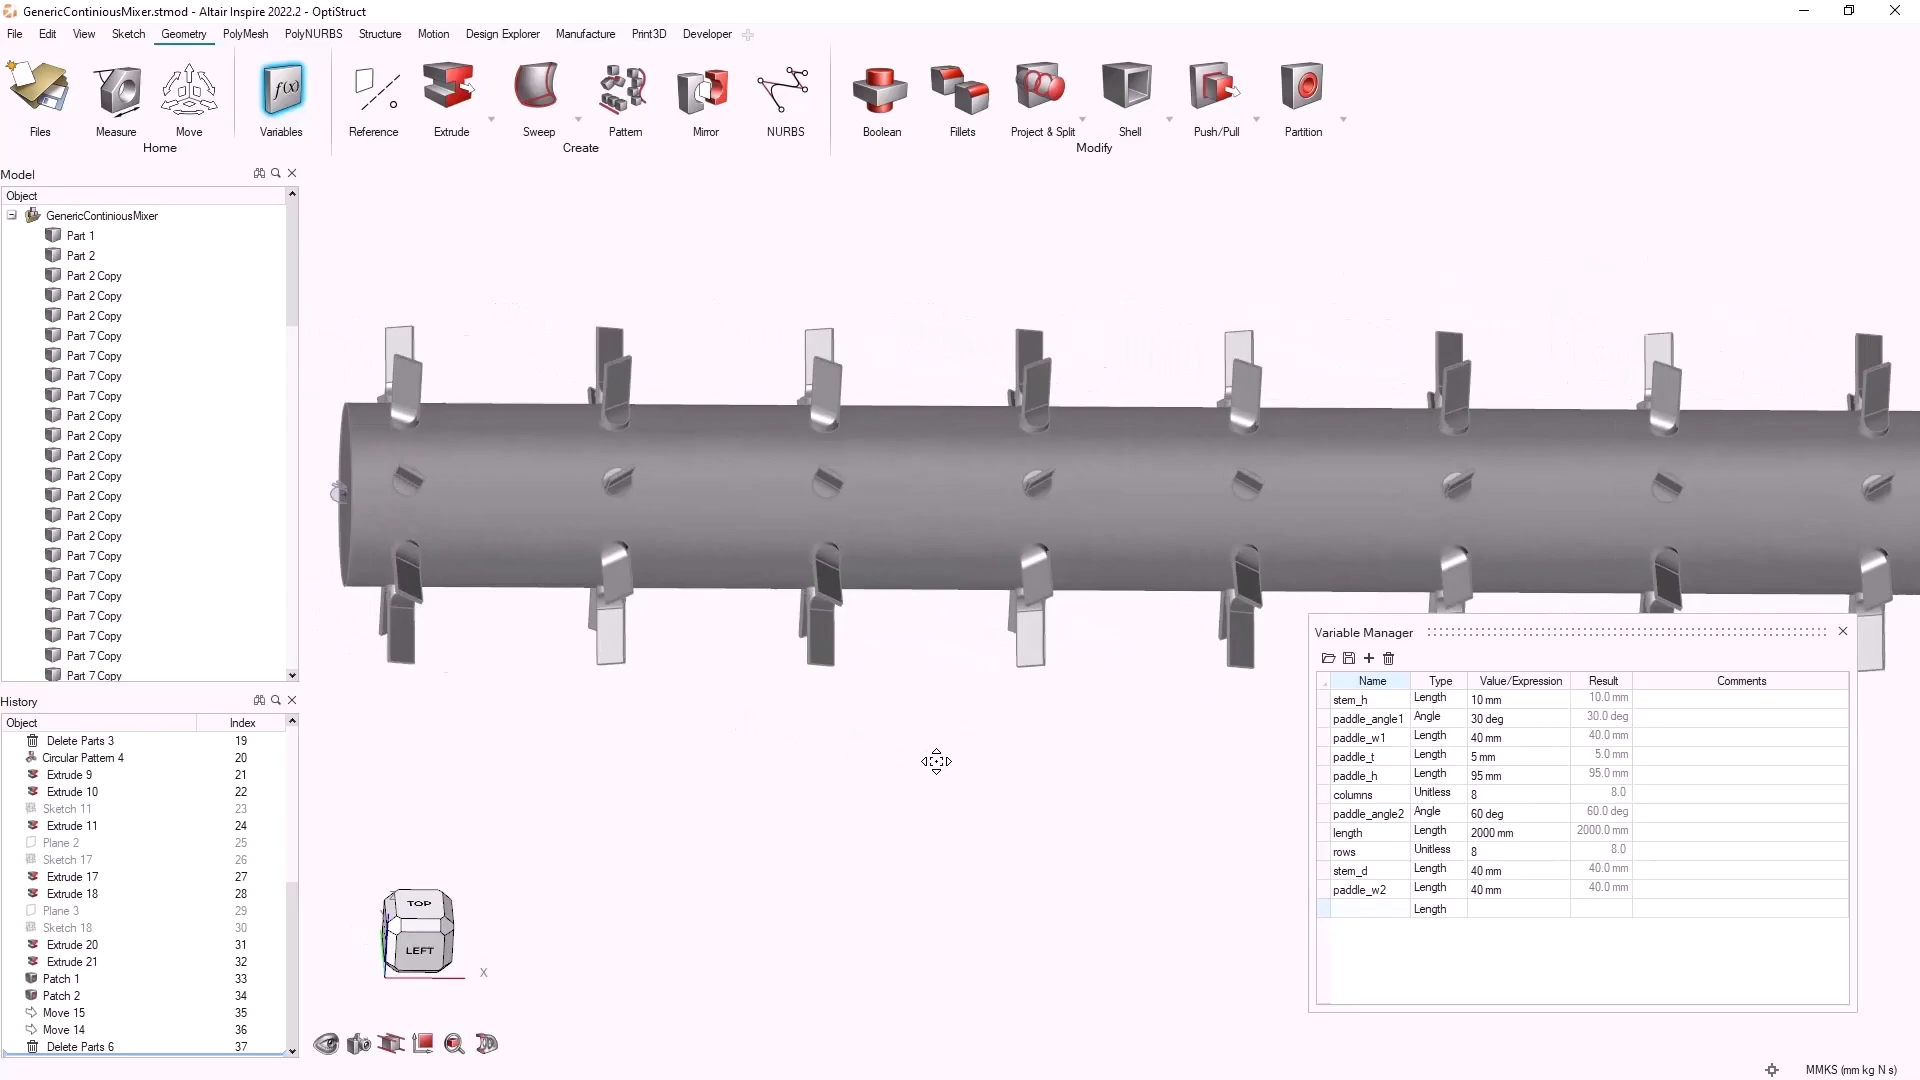 GenericContiniousMixer.stmod - Altair Inspire 2022.2 - OptiStruct
File Edit View Sketch Geometry PolyMesh PolyNURBS Structure Motion Design Explorer Manufacture Print3D Developer
Files Measure Move Variables Reference Extrude Sweep Pattern Mirror NURBS Boolean Fillets Project & Split Shell Push/Pull Partition
Home Create Modify
Model
Object
GenericContiniousMixer
Part 1
Part 2
Part 2 Copy
Part 2 Copy
Part 2 Copy
Part 7 Copy
Part 7 Copy
Part 7 Copy
Part 7 Copy
Part 2 Copy
Part 2 Copy
Part 2 Copy
Part 2 Copy
Part 2 Copy
Part 2 Copy
Part 2 Copy
Part 7 Copy
Part 7 Copy
Part 7 Copy
Part 7 Copy
Part 7 Copy
Part 7 Copy
Part 7 Copy
History
Object Index
Delete Parts 3 19
Circular Pattern 4 20
Extrude 9 21
Extrude 10 22
Sketch 11 23
Extrude 11 24
Plane 2 25
Sketch 17 26
Extrude 17 27
Extrude 18 28
Plane 3 29
Sketch 18 30
Extrude 20 31
Extrude 21 32
Patch 1 33
Patch 2 34
Move 15 35
Move 14 36
Delete Parts 6 37
TOP
LEFT
X
Variable Manager
Name Type Value/Expression Result Comments
stem_h Length 10 mm 10.0 mm
paddle_angle1 Angle 30 deg 30.0 deg
paddle_w1 Length 40 mm 40.0 mm
paddle_t Length 5 mm 5.0 mm
paddle_h Length 95 mm 95.0 mm
columns Unitless 8 8.0
paddle_angle2 Angle 60 deg 60.0 deg
length Length 2000 mm 2000.0 mm
rows Unitless 8 8.0
stem_d Length 40 mm 40.0 mm
paddle_w2 Length 40 mm 40.0 mm
Length
MMKS (mm kg N s)